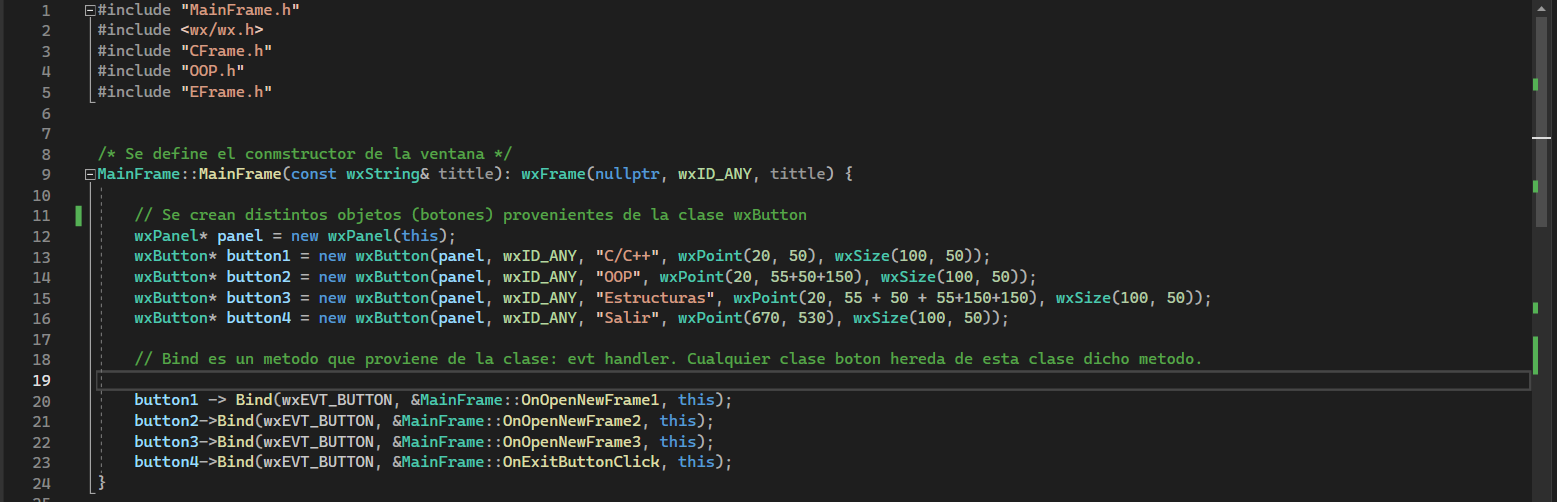 1 #include "MainFrame.h"
2 #include <wx/wx.h>
3 #include "CFrame.h"
4 #include "OOP.h"
5 #include "EFrame.h"
6
7
8 /* Se define el conmstructor de la ventana */
9 MainFrame::MainFrame(const wxString& tittle): wxFrame(nullptr, wxID_ANY, tittle) {
10
11 // Se crean distintos objetos (botones) provenientes de la clase wxButton
12 wxPanel* panel = new wxPanel(this);
13 wxButton* button1 = new wxButton(panel, wxID_ANY, "C/C++", wxPoint(20, 50), wxSize(100, 50));
14 wxButton* button2 = new wxButton(panel, wxID_ANY, "OOP", wxPoint(20, 55+50+150), wxSize(100, 50));
15 wxButton* button3 = new wxButton(panel, wxID_ANY, "Estructuras", wxPoint(20, 55 + 50 + 55+150+150), wxSize(100, 50));
16 wxButton* button4 = new wxButton(panel, wxID_ANY, "Salir", wxPoint(670, 530), wxSize(100, 50));
17
18 // Bind es un metodo que proviene de la clase: evt handler. Cualquier clase boton hereda de esta clase dicho metodo.
19
20 button1 -> Bind(wxEVT_BUTTON, &MainFrame::OnOpenNewFrame1, this);
21 button2->Bind(wxEVT_BUTTON, &MainFrame::OnOpenNewFrame2, this);
22 button3->Bind(wxEVT_BUTTON, &MainFrame::OnOpenNewFrame3, this);
23 button4->Bind(wxEVT_BUTTON, &MainFrame::OnExitButtonClick, this);
24 }